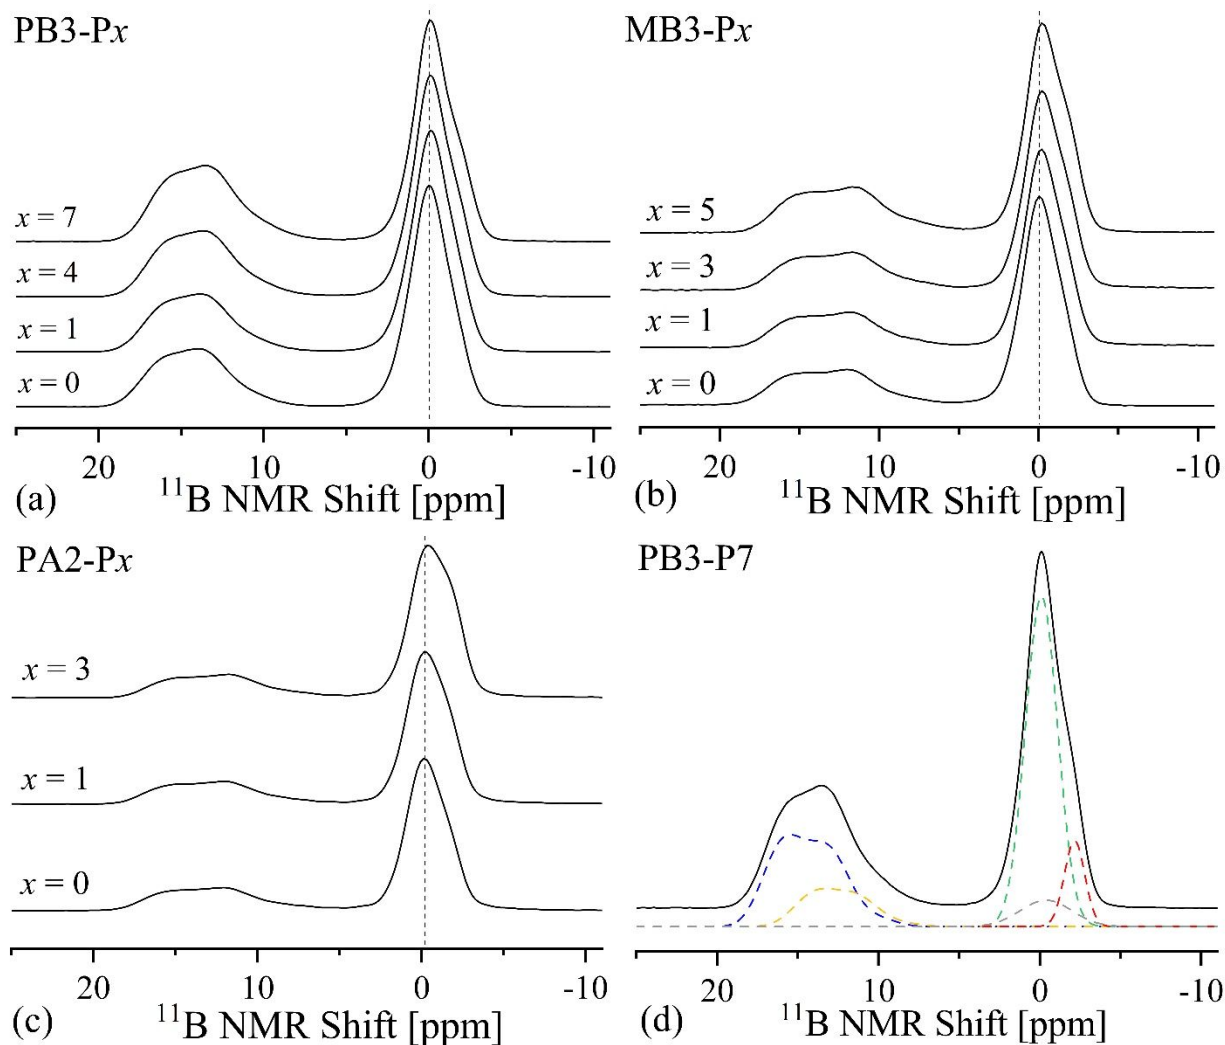 PB3-Px
x = 7
x = 4
x = 1
x = 0
20 10 0 -10
(a) ¹¹B NMR Shift [ppm]
MB3-Px
x = 5
x = 3
x = 1
x = 0
20 10 0 -10
(b) ¹¹B NMR Shift [ppm]
PA2-Px
x = 3
x = 1
x = 0
20 10 0 -10
(c) ¹¹B NMR Shift [ppm]
PB3-P7
20 10 0 -10
(d) ¹¹B NMR Shift [ppm]